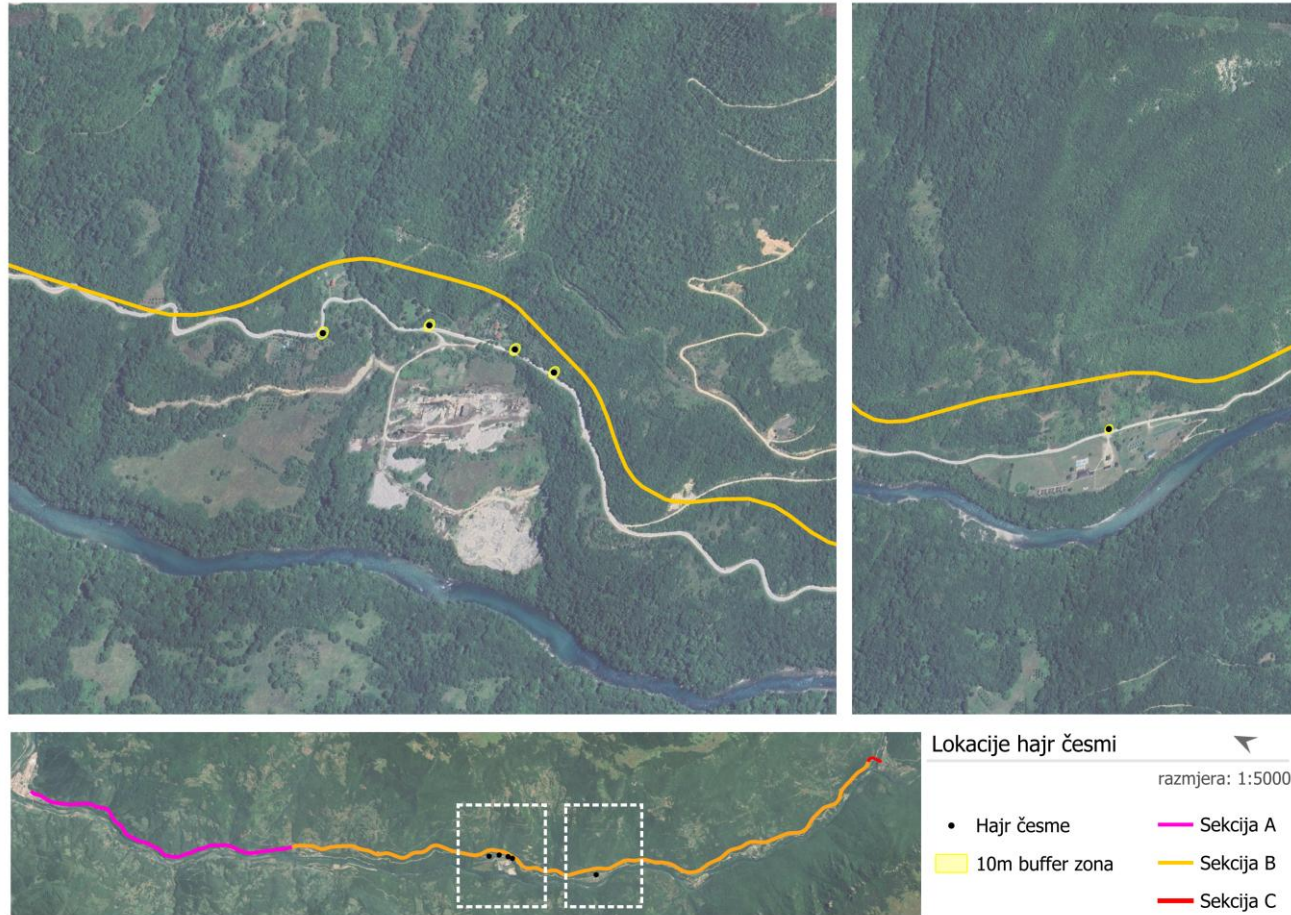 Lokacije hajr česmi
razmjera: 1:5000
Hajr česme
10m buffer zona
Sekcija A
Sekcija B
Sekcija C